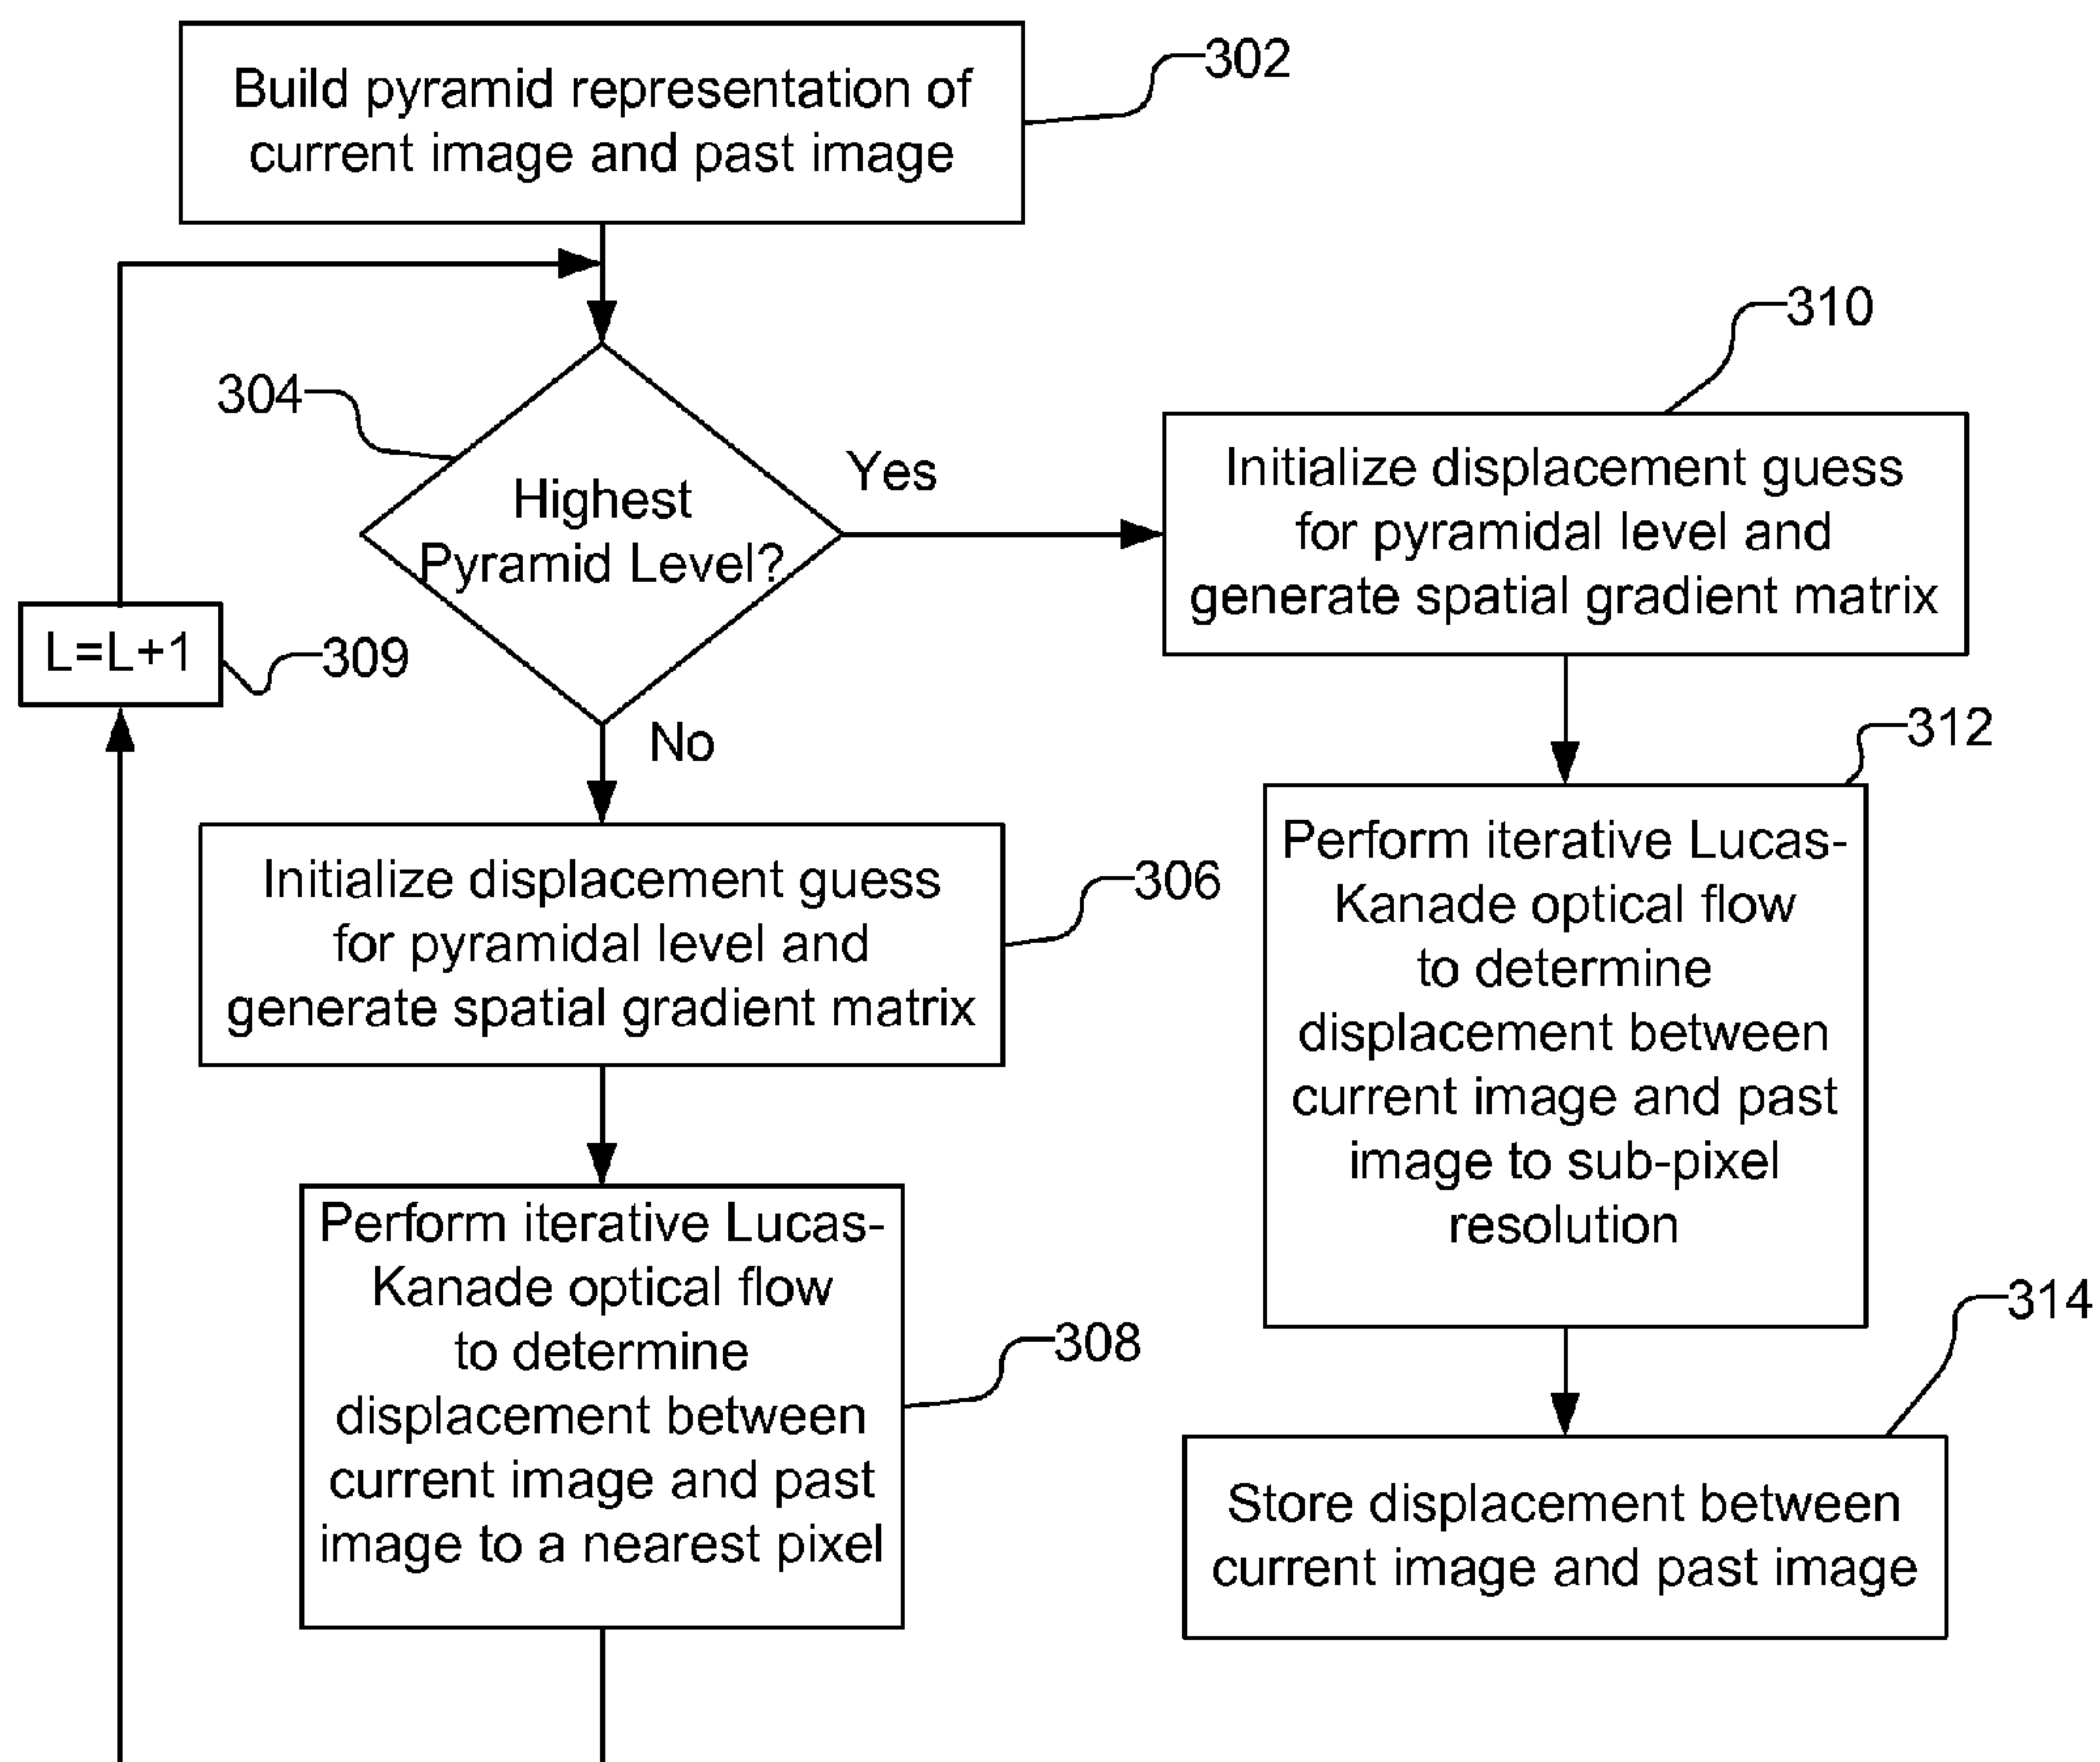 Build pyramid representation of
current image and past image
302
304
Highest
Pyramid Level?
Yes
No
310
Initialize displacement guess
for pyramidal level and
generate spatial gradient matrix
L=L+1
309
312
Initialize displacement guess
for pyramidal level and
generate spatial gradient matrix
306
Perform iterative Lucas-
Kanade optical flow
to determine
displacement between
current image and past
image to sub-pixel
resolution
Perform iterative Lucas-
Kanade optical flow
to determine
displacement between
current image and past
image to a nearest pixel
308
314
Store displacement between
current image and past image